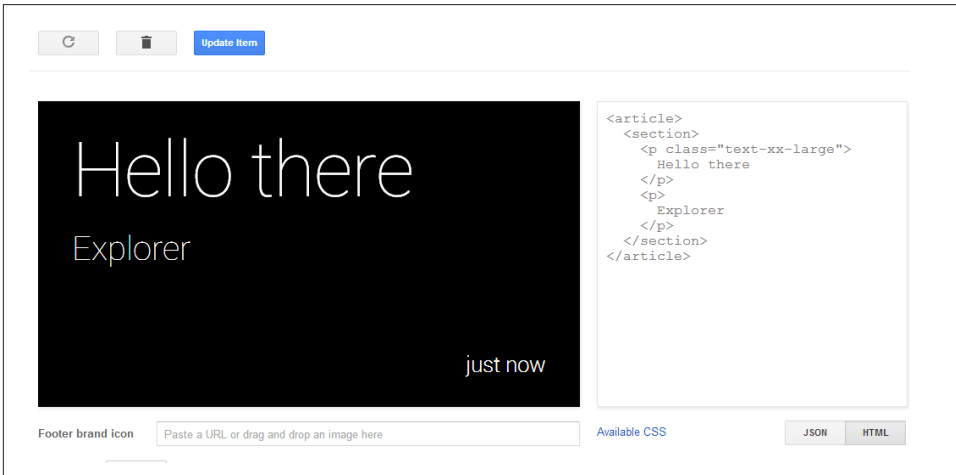 Update Item
Hello there
Explorer
just now
<article>
  <section>
    <p class="text-xx-large">
      Hello there
    </p>
    <p>
      Explorer
    </p>
  </section>
</article>
Footer brand icon
Paste a URL or drag and drop an image here
Available CSS
JSON
HTML